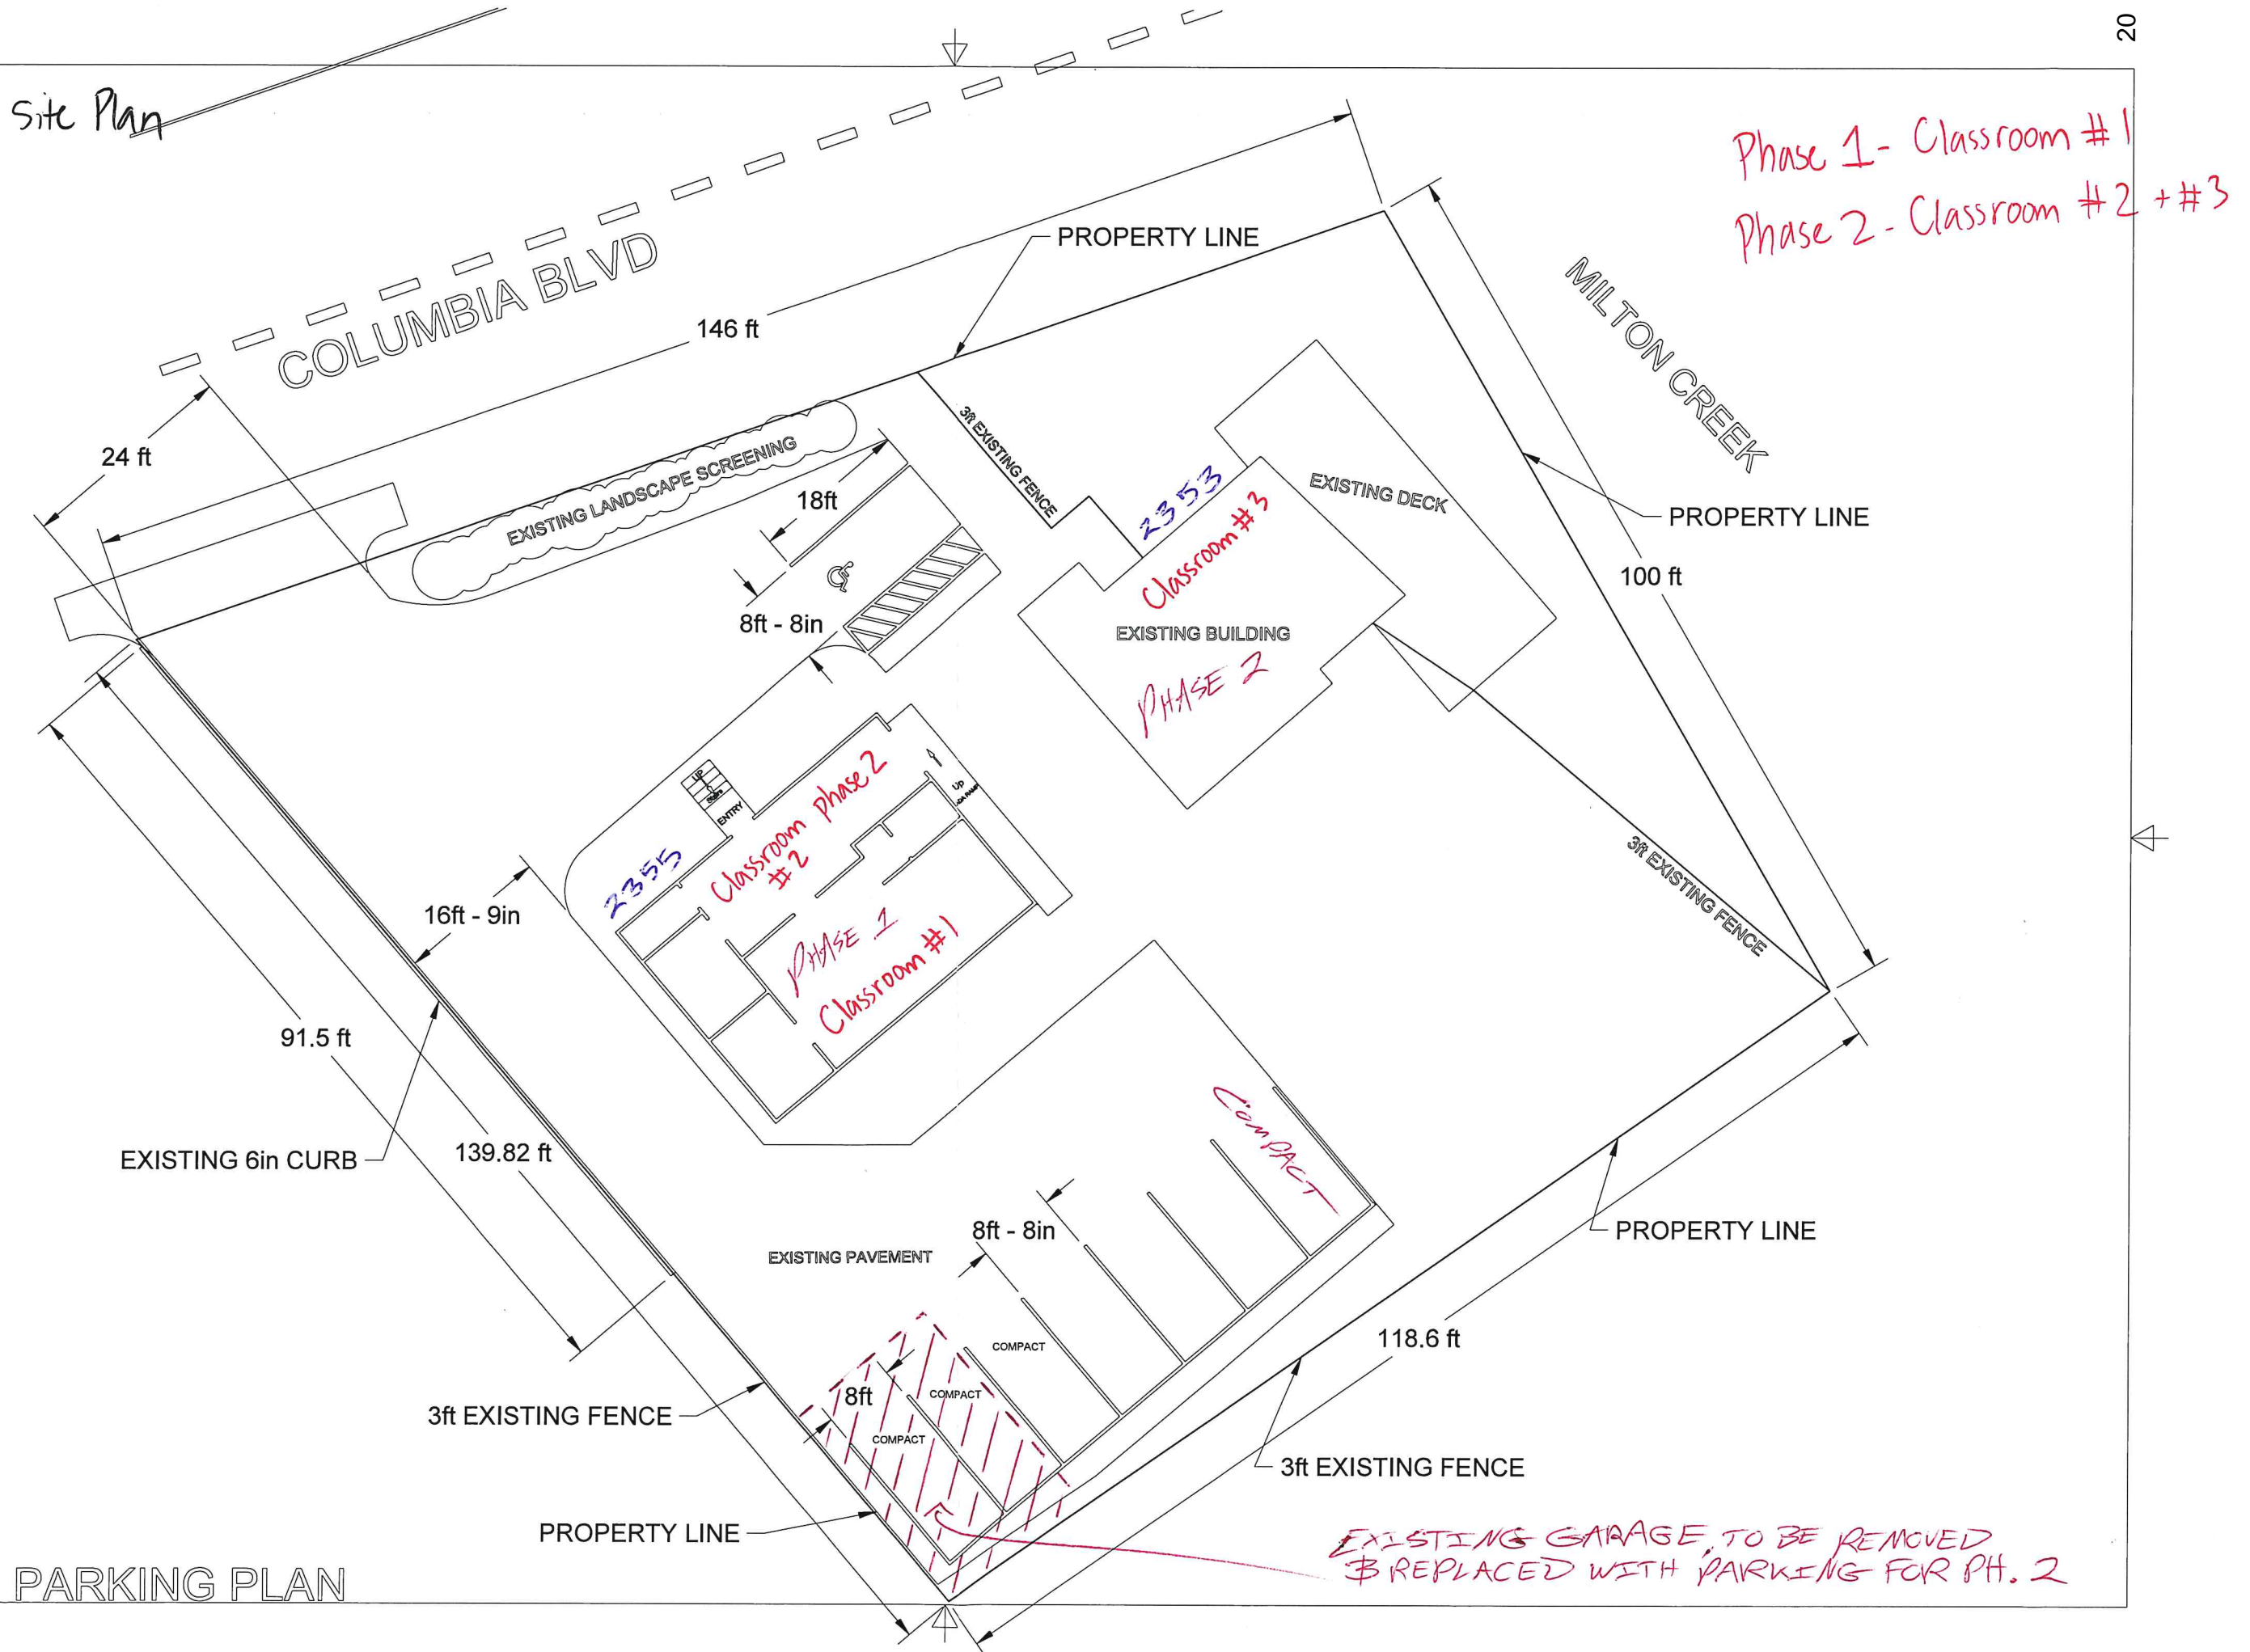 20
Site Plan
Phase 1 - Classroom #1
Phase 2 - Classroom #2 + #3
COLUMBIA BLVD
PROPERTY LINE
146 ft
MILTON CREEK
24 ft
EXISTING LANDSCAPE SCREENING
3ft EXISTING FENCE
18ft
8ft - 8in
2353
Classroom #3
EXISTING DECK
EXISTING BUILDING
PHASE 2
PROPERTY LINE
100 ft
UP
ENTRY
UP
2355
Classroom phase 2
#2
PHASE 1
Classroom #1
16ft - 9in
3ft EXISTING FENCE
91.5 ft
139.82 ft
EXISTING 6in CURB
COMPACT
8ft - 8in
EXISTING PAVEMENT
PROPERTY LINE
COMPACT
118.6 ft
8ft
COMPACT
COMPACT
3ft EXISTING FENCE
3ft EXISTING FENCE
PROPERTY LINE
EXISTING GARAGE, TO BE REMOVED
& REPLACED WITH PARKING FOR PH. 2
PARKING PLAN